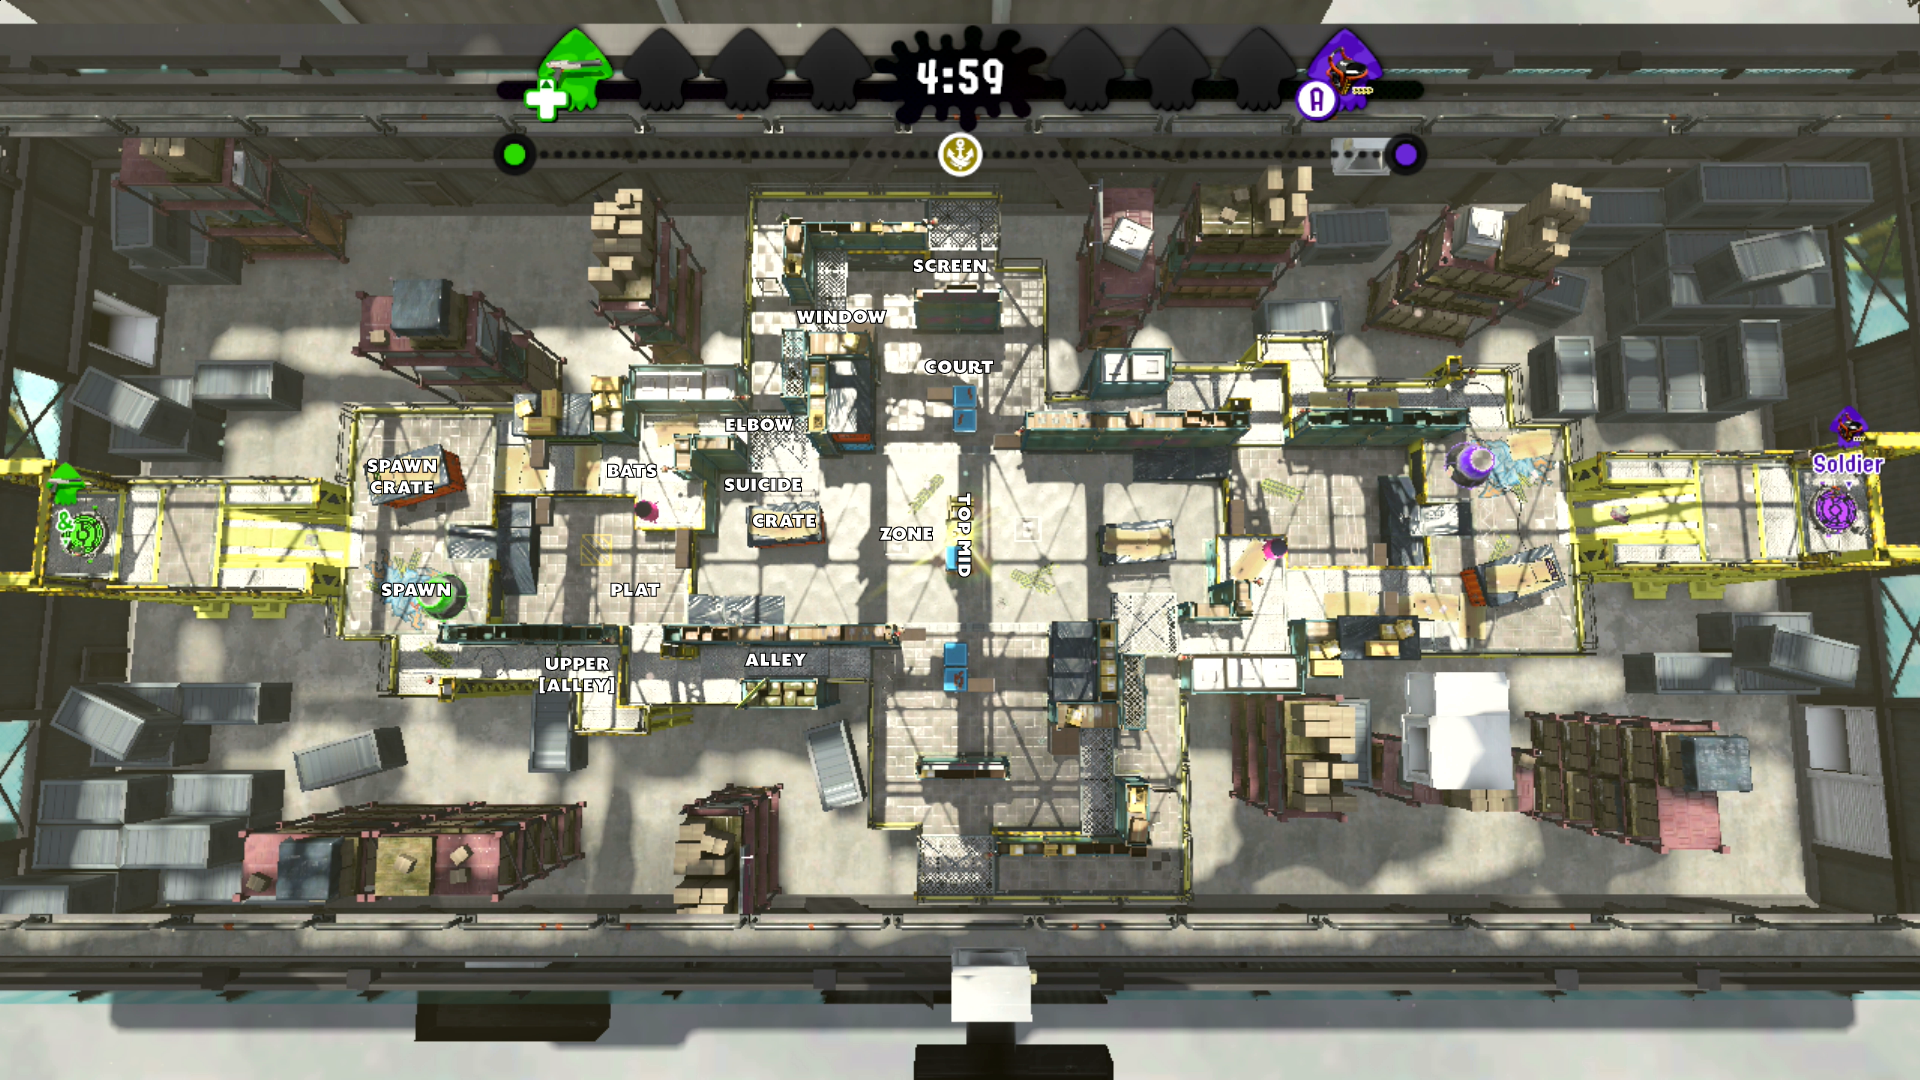 4:59
A
SCREEN
WINDOW
COURT
ELBOW
SPAWN
CRATE
BATS
SUICIDE
Soldier
CRATE
ZONE
TOP MID
&
SPAWN
PLAT
UPPER
[ALLEY]
ALLEY